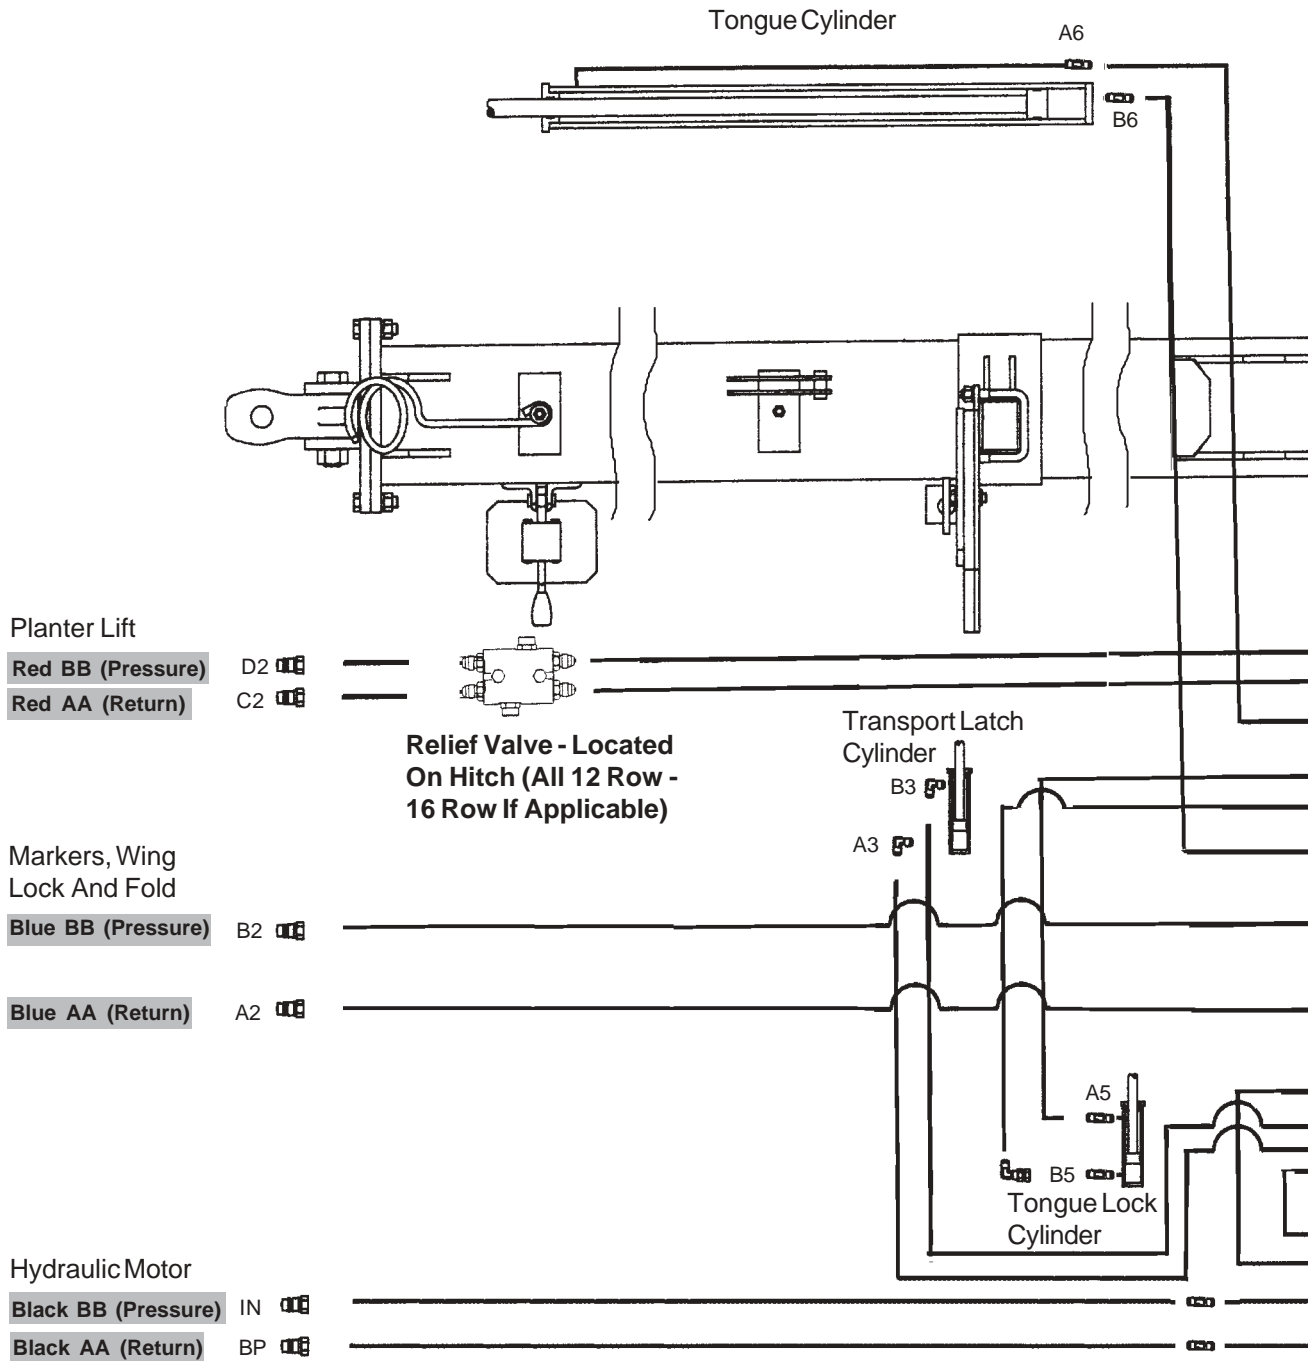 Tongue Cylinder
A6
B6
Planter Lift
Red BB (Pressure)
D2
Red AA (Return)
C2
Relief Valve - Located
On Hitch (All 12 Row -
16 Row If Applicable)
Transport Latch
Cylinder
B3
A3
Markers, Wing
Lock And Fold
Blue BB (Pressure)
B2
Blue AA (Return)
A2
A5
B5
Tongue Lock
Cylinder
Hydraulic Motor
Black BB (Pressure)
IN
Black AA (Return)
BP